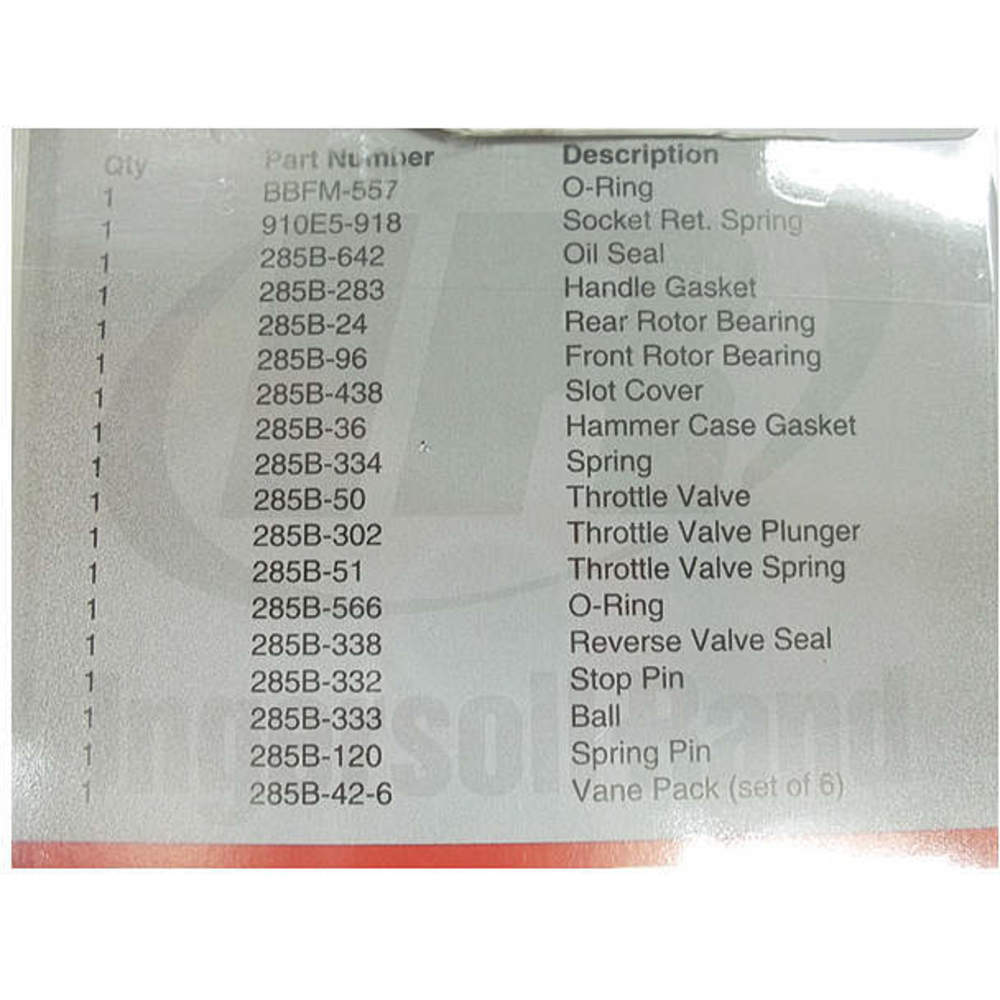 Qty Part Number Description
1 BBFM-557 O-Ring
1 910E5-918 Socket Ret. Spring
1 285B-642 Oil Seal
1 285B-283 Handle Gasket
1 285B-24 Rear Rotor Bearing
1 285B-96 Front Rotor Bearing
1 285B-438 Slot Cover
1 285B-36 Hammer Case Gasket
1 285B-334 Spring
1 285B-50 Throttle Valve
1 285B-302 Throttle Valve Plunger
1 285B-51 Throttle Valve Spring
1 285B-566 O-Ring
1 285B-338 Reverse Valve Seal
1 285B-332 Stop Pin
1 285B-333 Ball
1 285B-120 Spring Pin
1 285B-42-6 Vane Pack (set of 6)
Ingersoll Rand